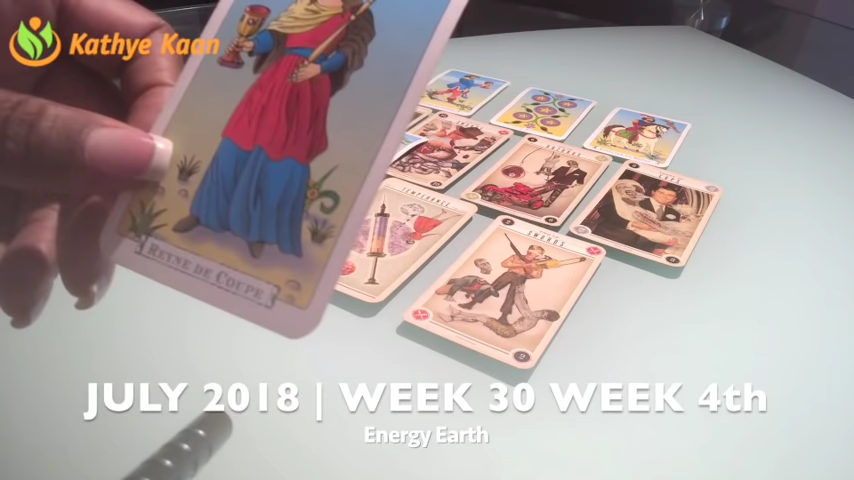 Kathye Kaan
REYNE DE COUPE
TEMPERANCE
SWORDS
JULY 2018 | WEEK 30 WEEK 4th
Energy Earth